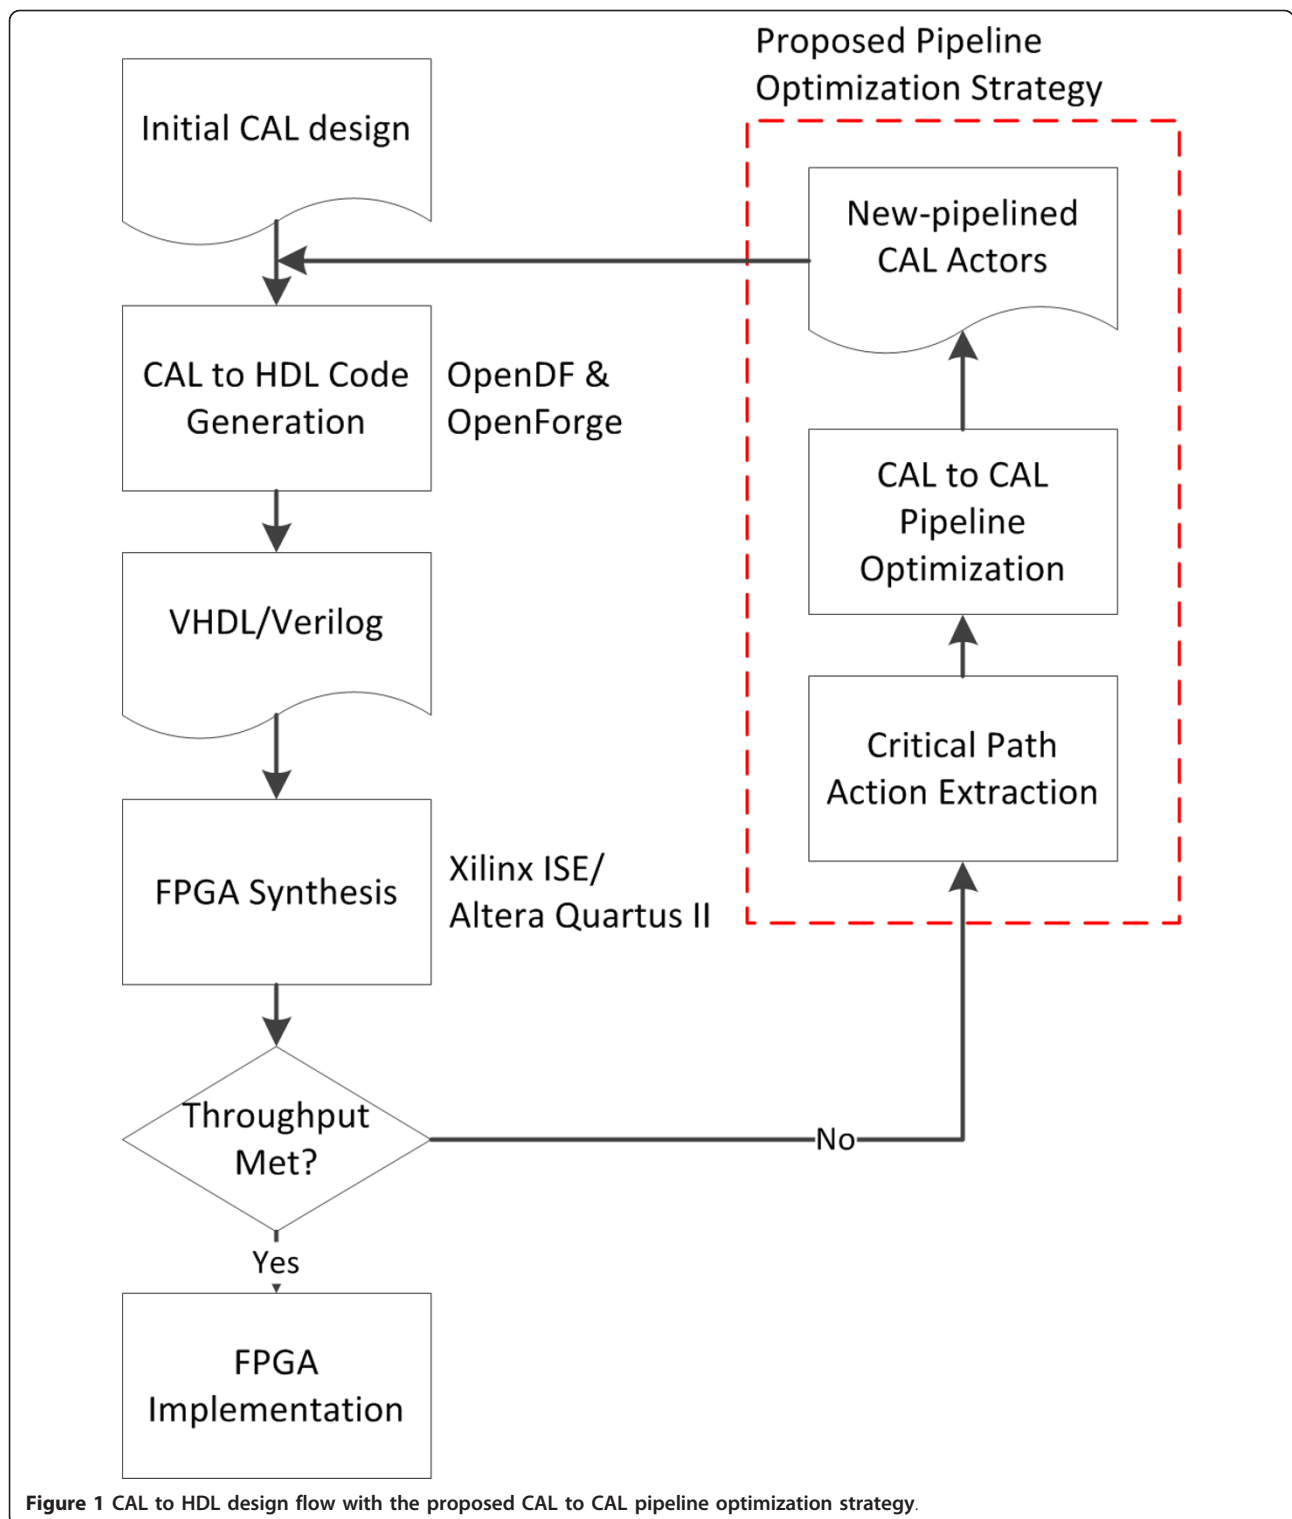 Proposed Pipeline
Optimization Strategy
Initial CAL design
New-pipelined
CAL Actors
CAL to HDL Code
Generation
OpenDF &
OpenForge
CAL to CAL
Pipeline
Optimization
VHDL/Verilog
Critical Path
Action Extraction
FPGA Synthesis
Xilinx ISE/
Altera Quartus II
Throughput
Met?
No
Yes
FPGA
Implementation
Figure 1 CAL to HDL design flow with the proposed CAL to CAL pipeline optimization strategy.